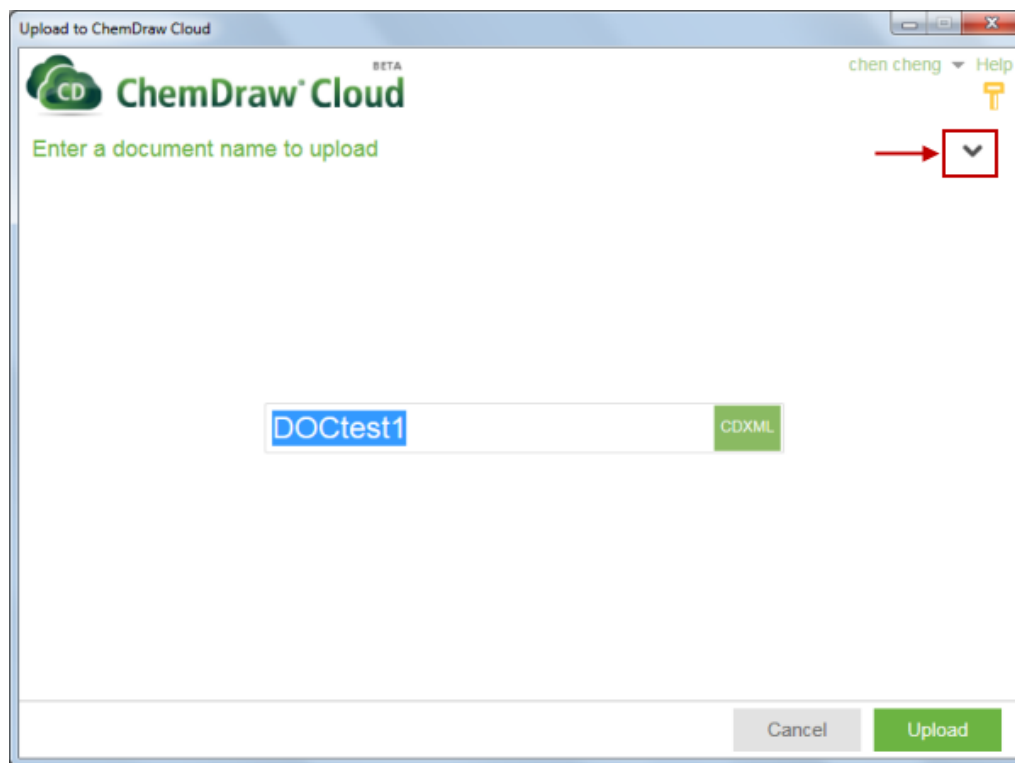 Upload to ChemDraw Cloud
CD
BETA
ChemDraw® Cloud
chen cheng Help
Enter a document name to upload
DOCtest1 CDXML
Cancel Upload